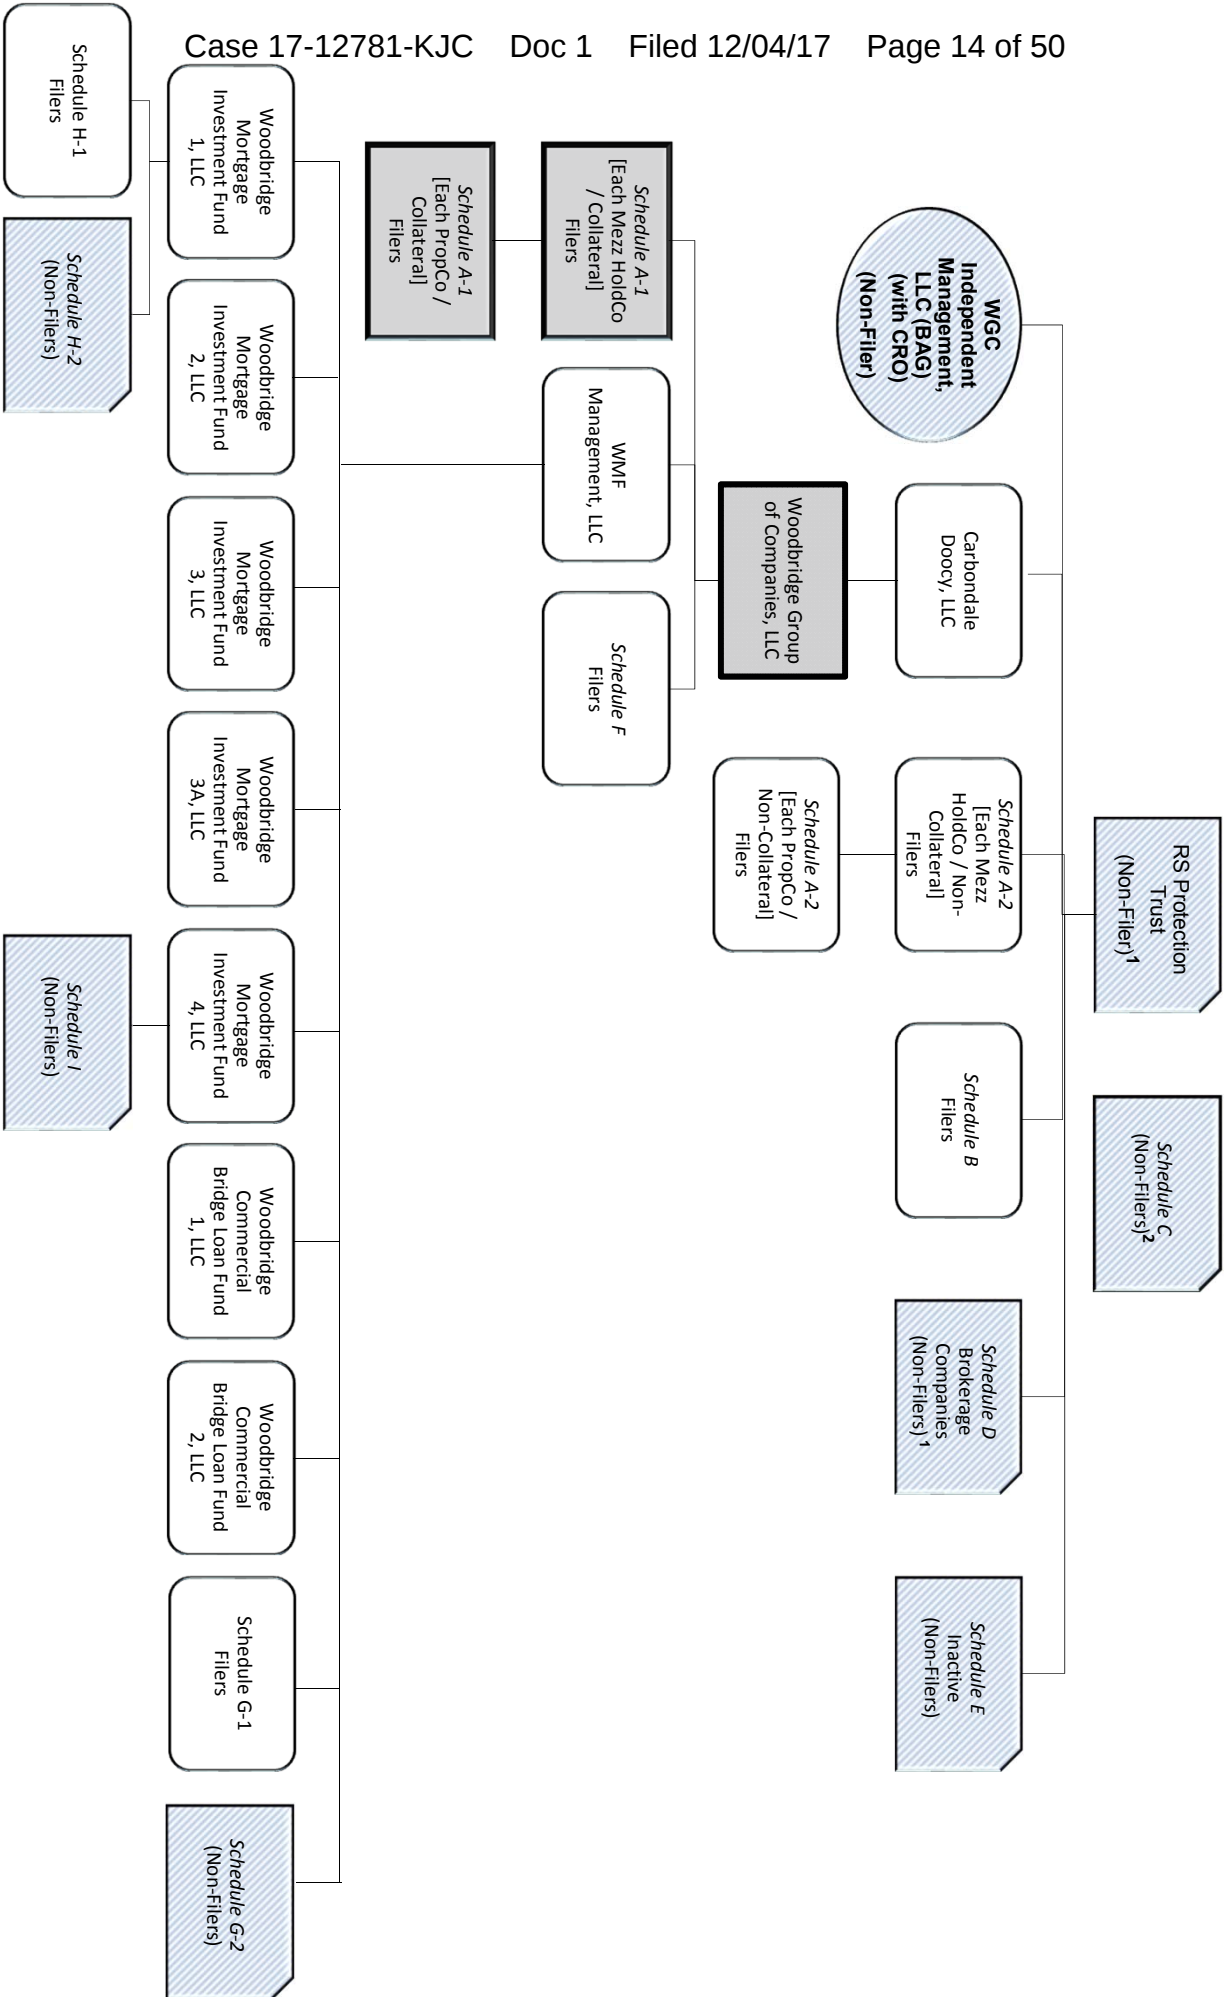 Case 17-12781-KJC Doc 1 Filed 12/04/17 Page 14 of 50
RS Protection
Trust
(Non-Filer)1
Schedule C
(Non-Filers)2
WGC
Independent
Management,
LLC (BAG)
(with CRO)
(Non-Filer)
Carbondale
Doocy, LLC
Schedule A-2
[Each Mezz
HoldCo / Non-
Collateral]
Filers
Schedule B
Filers
Schedule D
Brokerage
Companies
(Non-Filers)1
Schedule E
Inactive
(Non-Filers)
Woodbridge Group
of Companies, LLC
Schedule A-2
[Each PropCo /
Non-Collateral]
Filers
Schedule A-1
[Each Mezz HoldCo
/ Collateral]
Filers
WMF
Management, LLC
Schedule F
Filers
Schedule A-1
[Each PropCo /
Collateral]
Filers
Woodbridge
Mortgage
Investment Fund
1, LLC
Woodbridge
Mortgage
Investment Fund
2, LLC
Woodbridge
Mortgage
Investment Fund
3, LLC
Woodbridge
Mortgage
Investment Fund
3A, LLC
Woodbridge
Mortgage
Investment Fund
4, LLC
Woodbridge
Commercial
Bridge Loan Fund
1, LLC
Woodbridge
Commercial
Bridge Loan Fund
2, LLC
Schedule G-1
Filers
Schedule G-2
(Non-Filers)
Schedule H-1
Filers
Schedule H-2
(Non-Filers)
Schedule I
(Non-Filers)